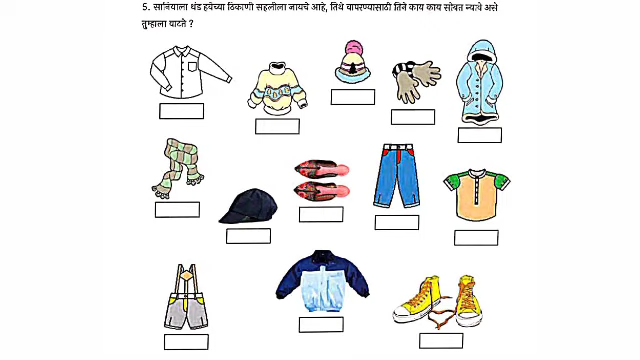 5. सानियाला थंड हवेच्या ठिकाणी सहलीला जायचे आहे, तिथे वापरण्यासाठी तिने काय काय सोबत न्यावे असे
तुम्हाला वाटते ?